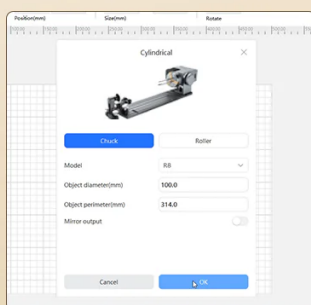 Position(mm) Size(mm) Rotate
Cylindrical
Chuck Roller
Model R8
Object diameter(mm) 100.0
Object perimeter(mm) 314.0
Mirror output
Cancel OK